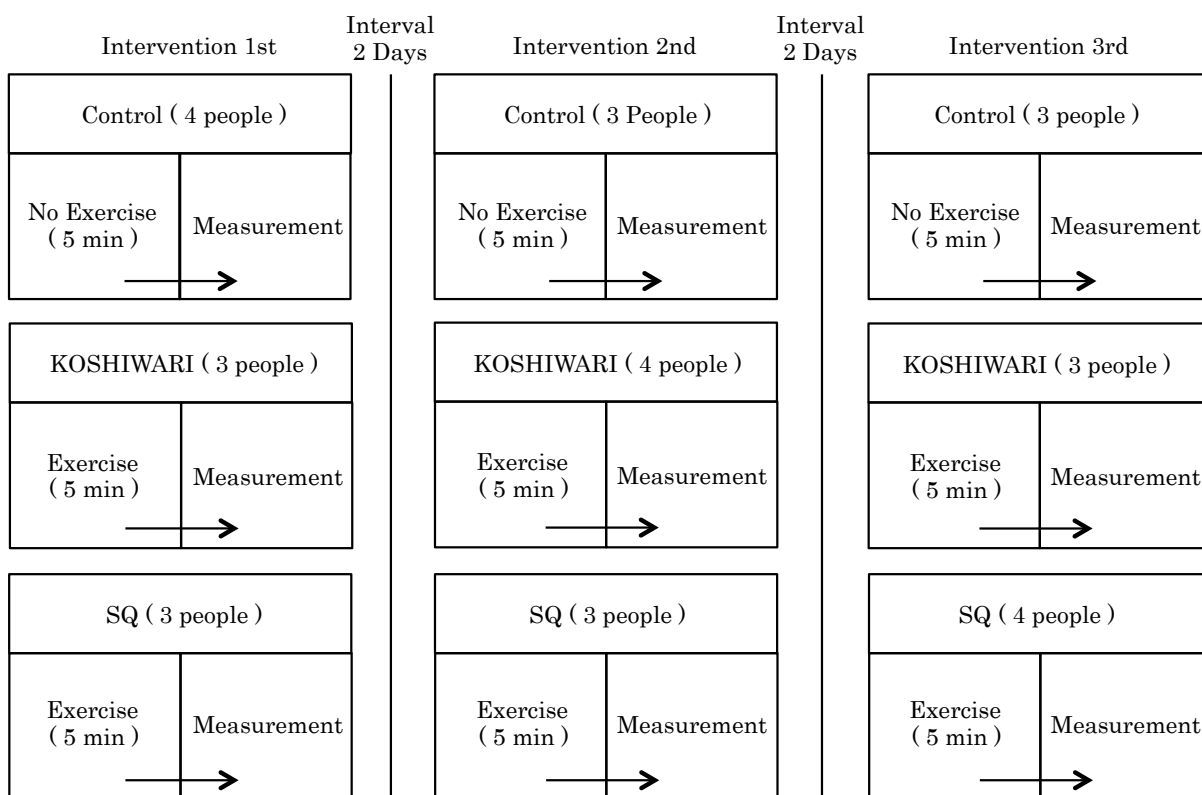 Intervention 1st
Interval
2 Days
Intervention 2nd
Interval
2 Days
Intervention 3rd
Control ( 4 people )
No Exercise
( 5 min )
Measurement
Control ( 3 People )
No Exercise
( 5 min )
Measurement
Control ( 3 people )
No Exercise
( 5 min )
Measurement
KOSHIWARI ( 3 people )
Exercise
( 5 min )
Measurement
KOSHIWARI ( 4 people )
Exercise
( 5 min )
Measurement
KOSHIWARI ( 3 people )
Exercise
( 5 min )
Measurement
SQ ( 3 people )
Exercise
( 5 min )
Measurement
SQ ( 3 people )
Exercise
( 5 min )
Measurement
SQ ( 4 people )
Exercise
( 5 min )
Measurement